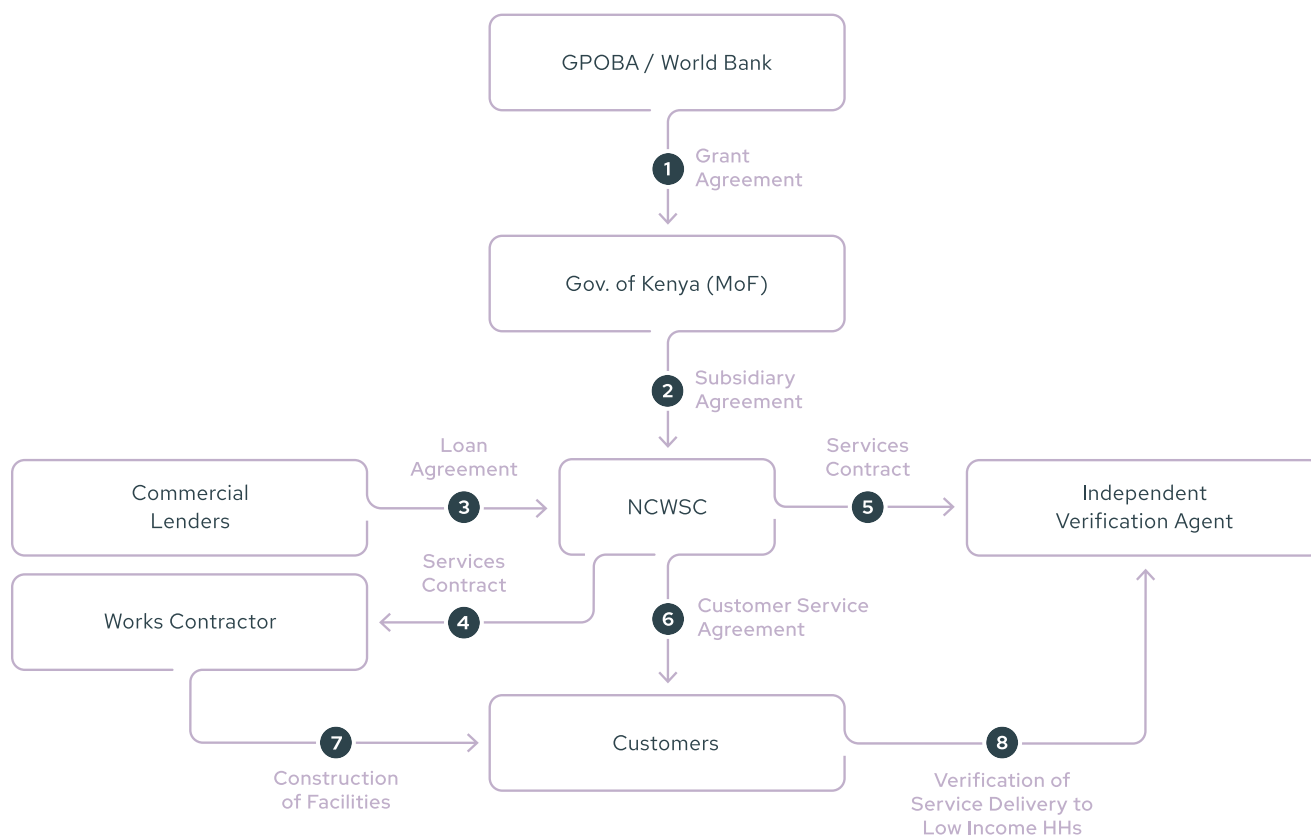 GPOBA / World Bank
1
Grant
Agreement
Gov. of Kenya (MoF)
2
Subsidiary
Agreement
Commercial
Lenders
Loan
Agreement
3
NCWSC
Services
Contract
5
Independent
Verification Agent
Works Contractor
Services
Contract
4
6
Customer Service
Agreement
7
Construction
of Facilities
Customers
8
Verification of
Service Delivery to
Low Income HHs